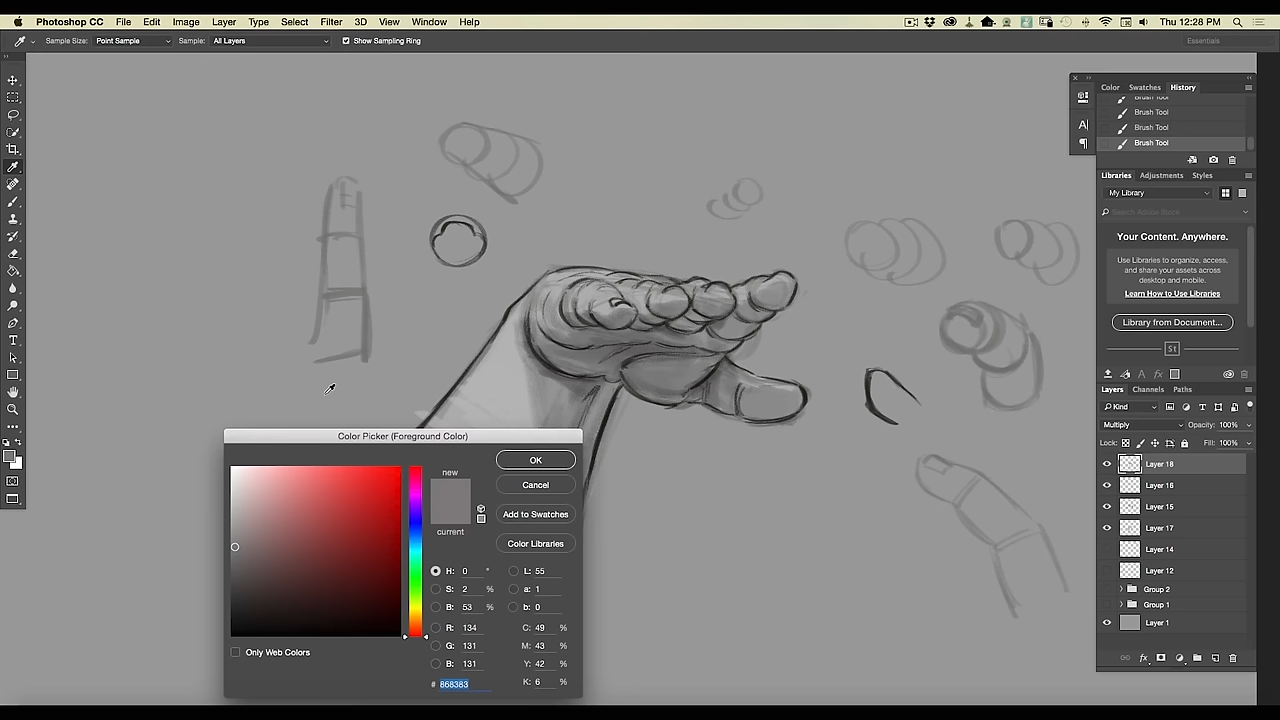 Photoshop CC File Edit Image Layer Type Select Filter 3D View Window Help Thu 12:28 PM
Sample Size: Point Sample Sample: All Layers Show Sampling Ring Essentials
Color Swatches History
Brush Tool
Brush Tool
Brush Tool
Brush Tool
Libraries Adjustments Styles
My Library
Search Adobe Stock
Your Content. Anywhere.
Use Libraries to organize, access,
and share your assets across
desktop and mobile.
Learn How to Use Libraries
Library from Document...
St
Layers Channels Paths
Kind
Multiply Opacity: 100%
Lock: Fill: 100%
Layer 18
Layer 16
Layer 15
Layer 17
Layer 14
Layer 12
Group 2
Group 1
Layer 1
Color Picker (Foreground Color)
new
current
OK
Cancel
Add to Swatches
Color Libraries
H: 0 ° L: 55
S: 2 % a: 1
B: 53 % b: 0
R: 134 C: 49 %
G: 131 M: 43 %
B: 131 Y: 42 %
# 868383 K: 6 %
Only Web Colors